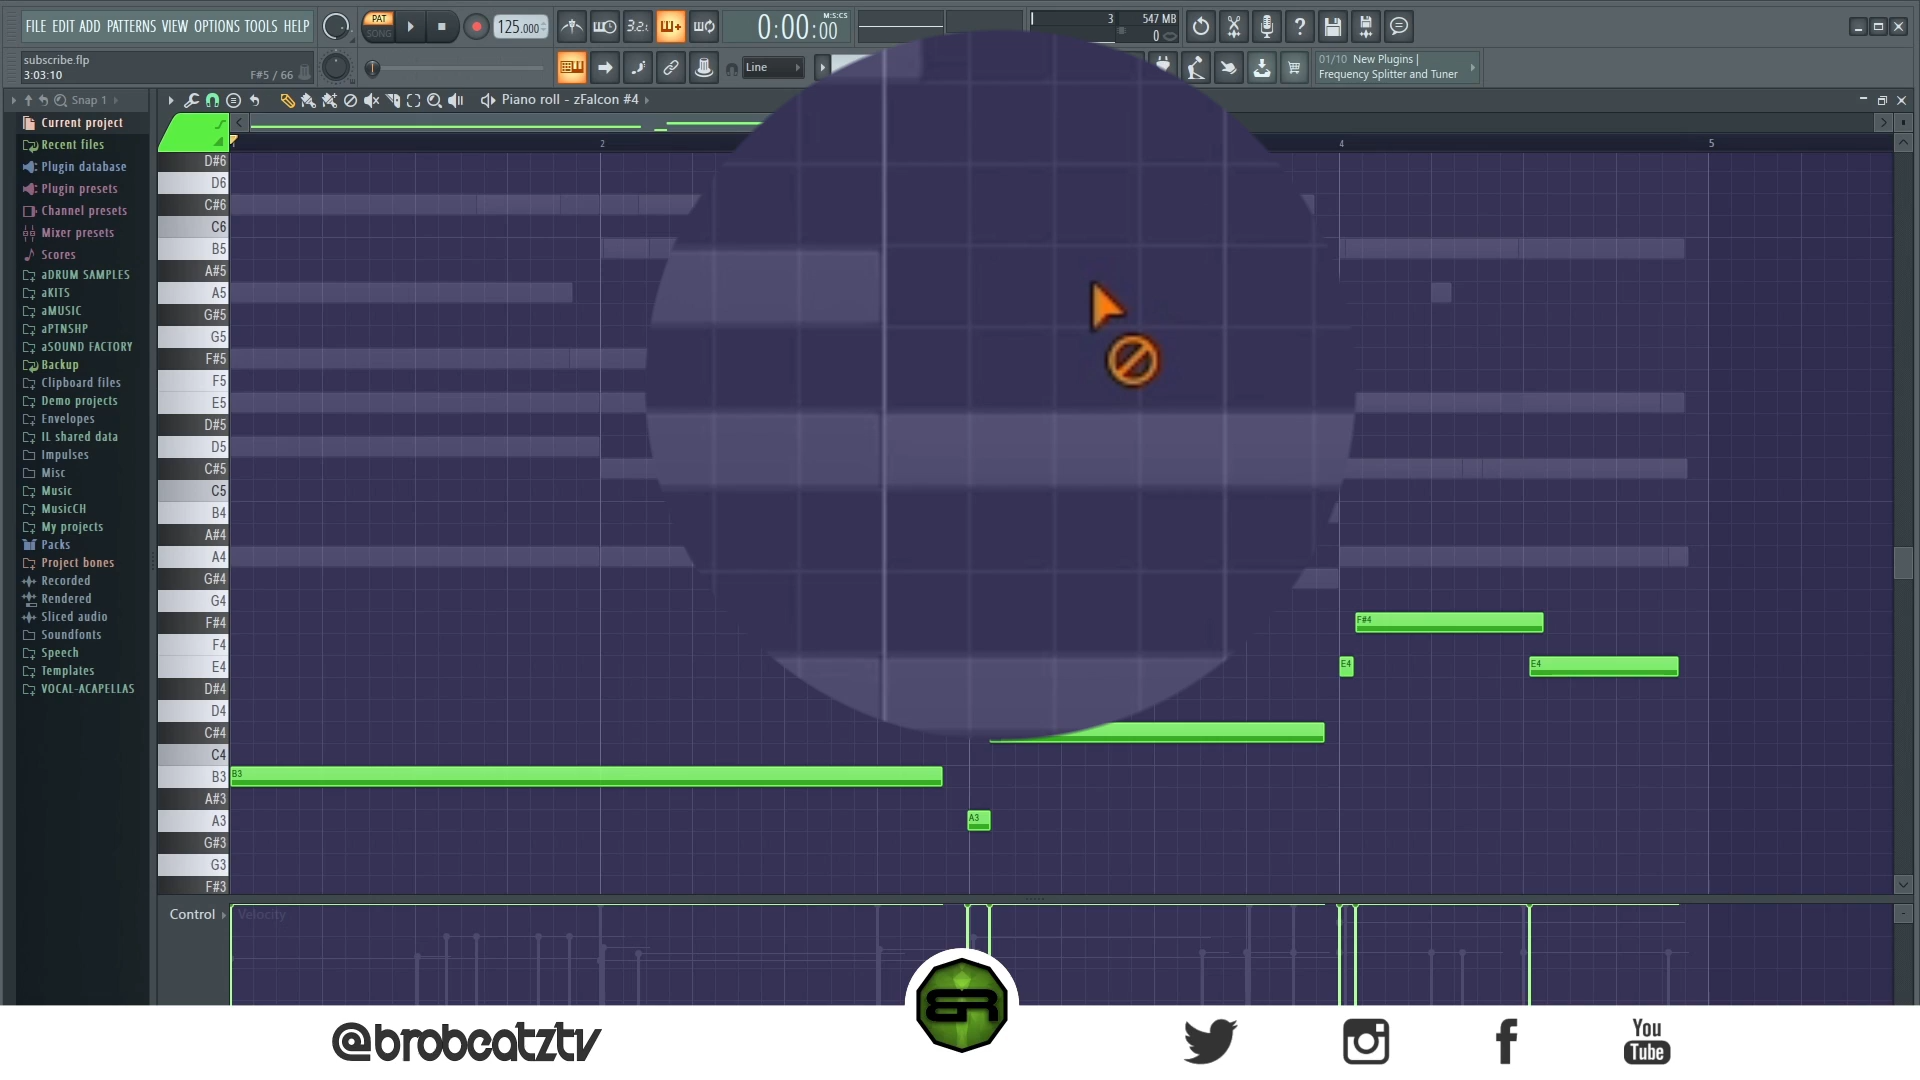 FILE EDIT ADD PATTERNS VIEW OPTIONS TOOLS HELP
PAT
SONG
125.000
3.2:
0:00:00
M:S:CS
3
547 MB
0
subscribe.flp
3:03:10
F#5 / 66
Line
01/10 New Plugins |
Frequency Splitter and Tuner
Snap 1
Piano roll - zFalcon #4
Current project
Recent files
Plugin database
Plugin presets
Channel presets
Mixer presets
Scores
aDRUM SAMPLES
aKITS
aMUSIC
aPTNSHP
aSOUND FACTORY
Backup
Clipboard files
Demo projects
Envelopes
IL shared data
Impulses
Misc
Music
MusicCH
My projects
Packs
Project bones
Recorded
Rendered
Sliced audio
Soundfonts
Speech
Templates
VOCAL-ACAPELLAS
2
4
5
D#6
D6
C#6
C6
B5
A#5
A5
G#5
G5
F#5
F5
E5
D#5
D5
C#5
C5
B4
A#4
A4
G#4
G4
F#4
F4
E4
D#4
D4
C#4
C4
B3
A#3
A3
G#3
G3
F#3
F#4
E4
E4
B3
A3
Control
Velocity
@brobeatztv
BR
You
Tube